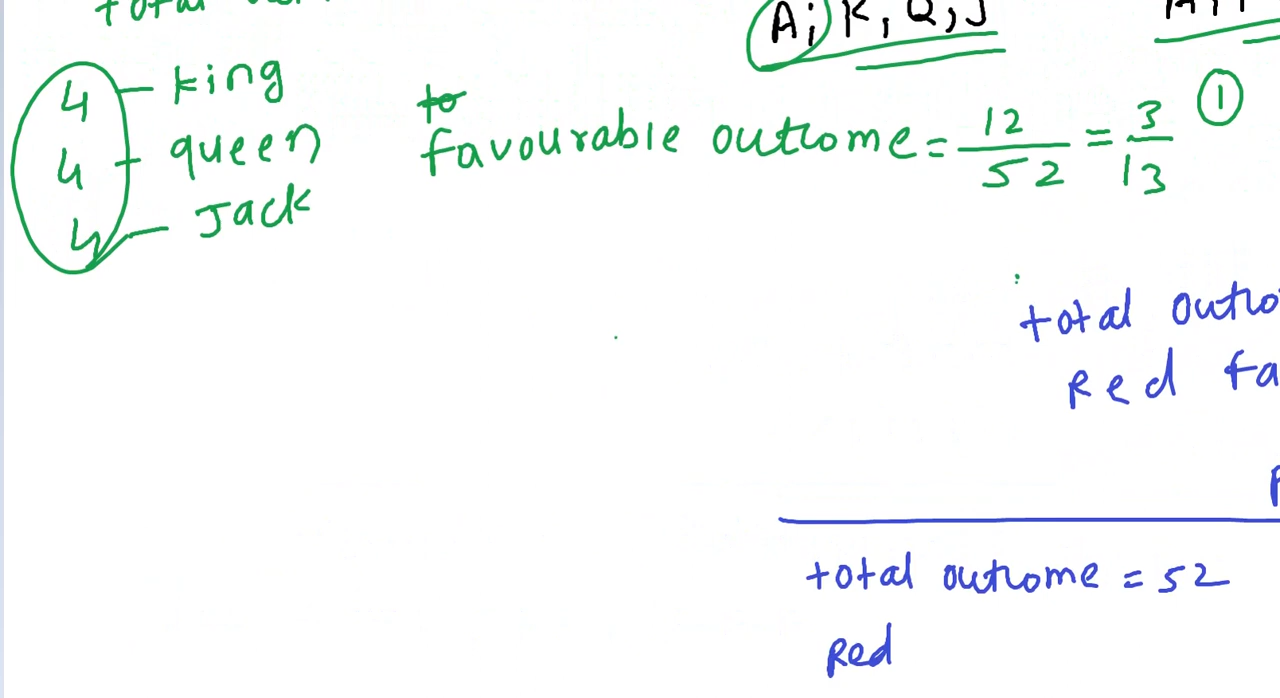 total
A, K, Q, J
4 - king
4 - queen
4 - Jack
to
favourable outcome = 12/52 = 3/13
1
total outco
Red fa
total outcome = 52
Red